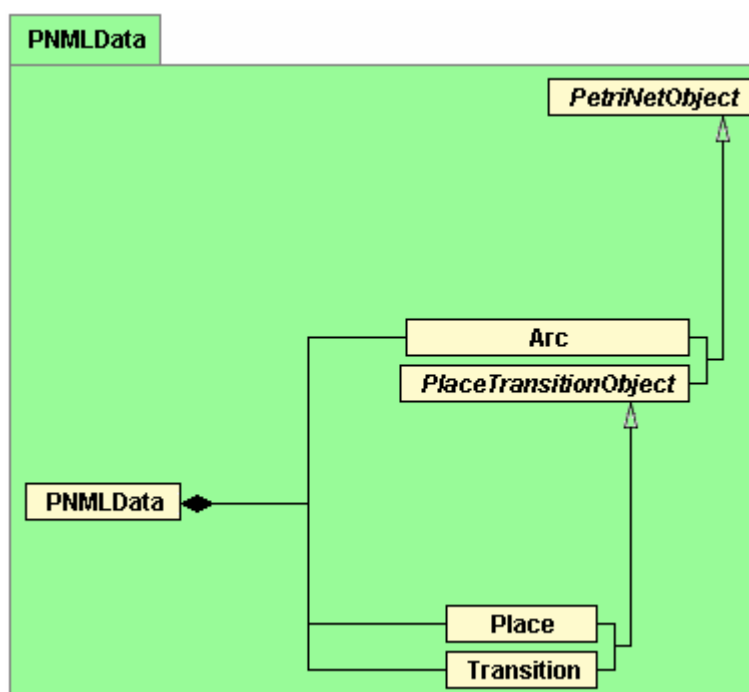 PNMLData
PetriNetObject
Arc
PlaceTransitionObject
PNMLData
Place
Transition